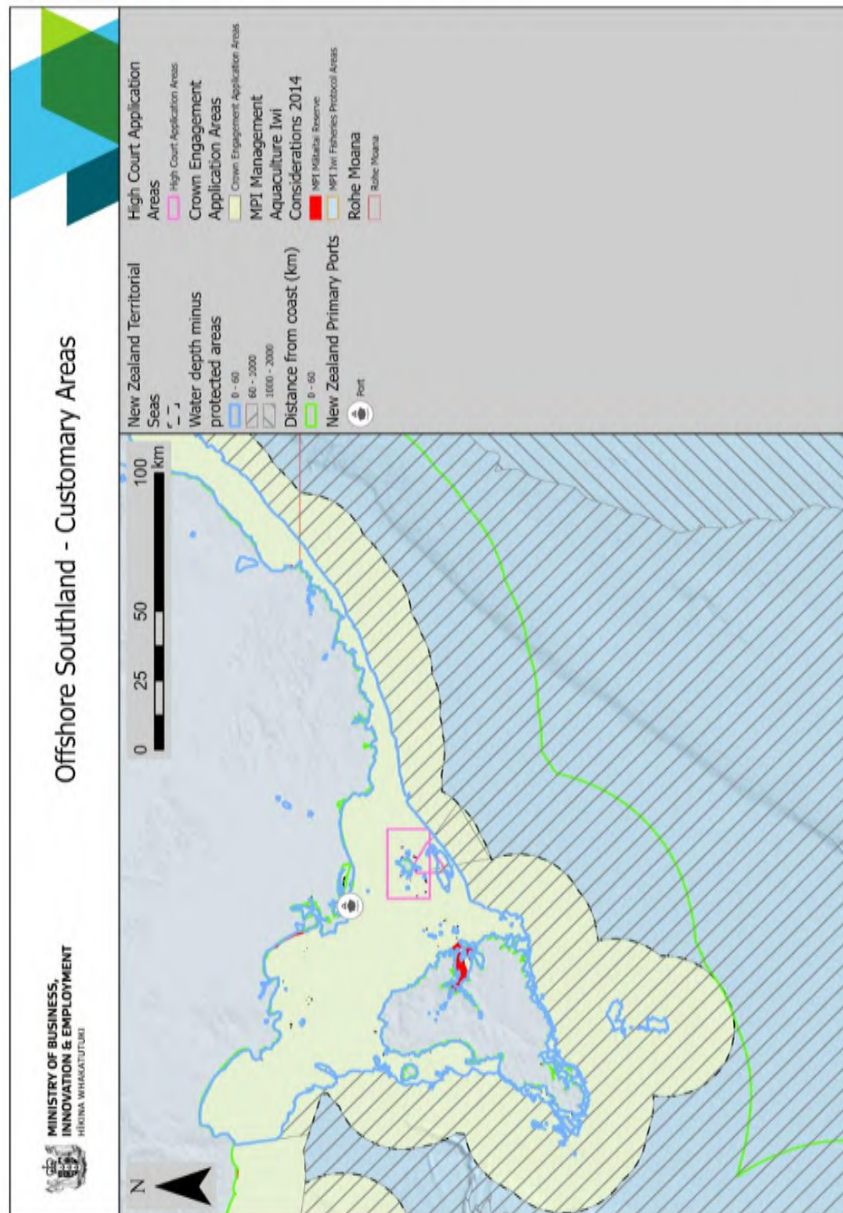 MINISTRY OF BUSINESS,
INNOVATION & EMPLOYMENT
HĪKINA WHAKATUTUKI
Offshore Southland - Customary Areas
N
0 25 50 100
km
New Zealand Territorial
Seas
Water depth minus
protected areas
0 - 60
60 - 1000
1000 - 2000
Distance from coast (km)
0 - 60
New Zealand Primary Ports
Port
High Court Application
Areas
High Court Application Areas
Crown Engagement
Application Areas
Crown Engagement Application Areas
MPI Management
Aquaculture Iwi
Considerations 2014
MPI Mātaitai Reserve
MPI Iwi Fisheries Protocol Areas
Rohe Moana
Rohe Moana